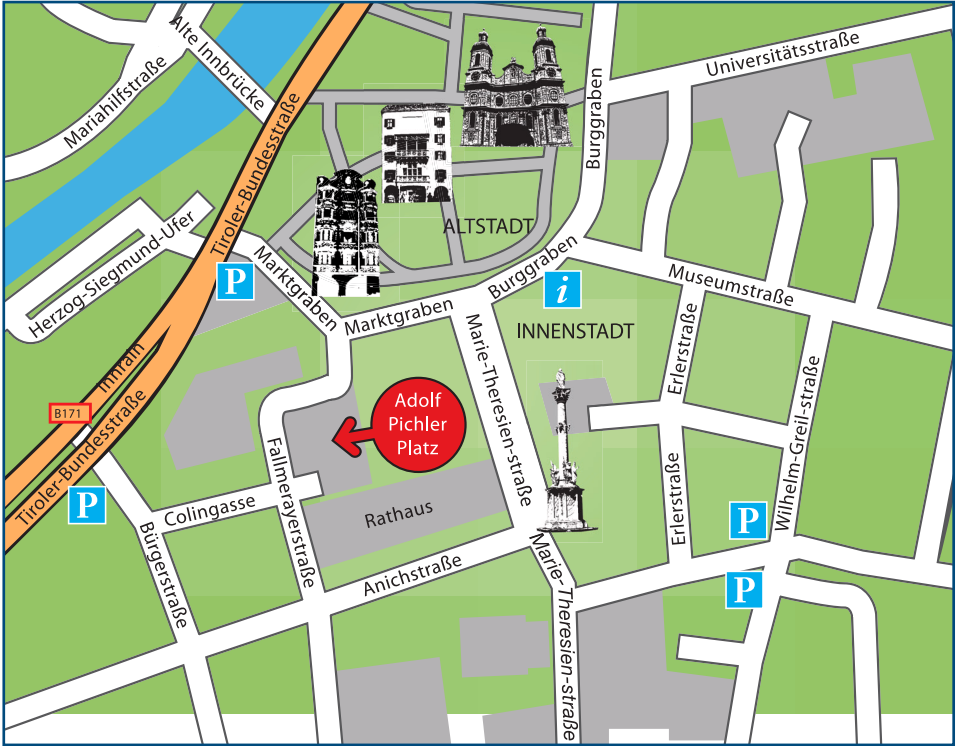 Alte Innbrücke
Mariahilfstraße
Tiroler-Bundesstraße
Universitätsstraße
Burggraben
ALTSTADT
Herzog-Siegmund-Ufer
P
Marktgraben
Marktgraben
Burggraben
i
Museumstraße
INNENSTADT
Marie-Theresien-straße
Erlerstraße
Wilhelm-Greil-straße
Innrain
B171
Tiroler-Bundesstraße
Adolf
Pichler
Platz
Fallmerayerstraße
P
Colingasse
Rathaus
Bürgerstraße
Anichstraße
Erlerstraße
P
P
Marie-Theresien-straße